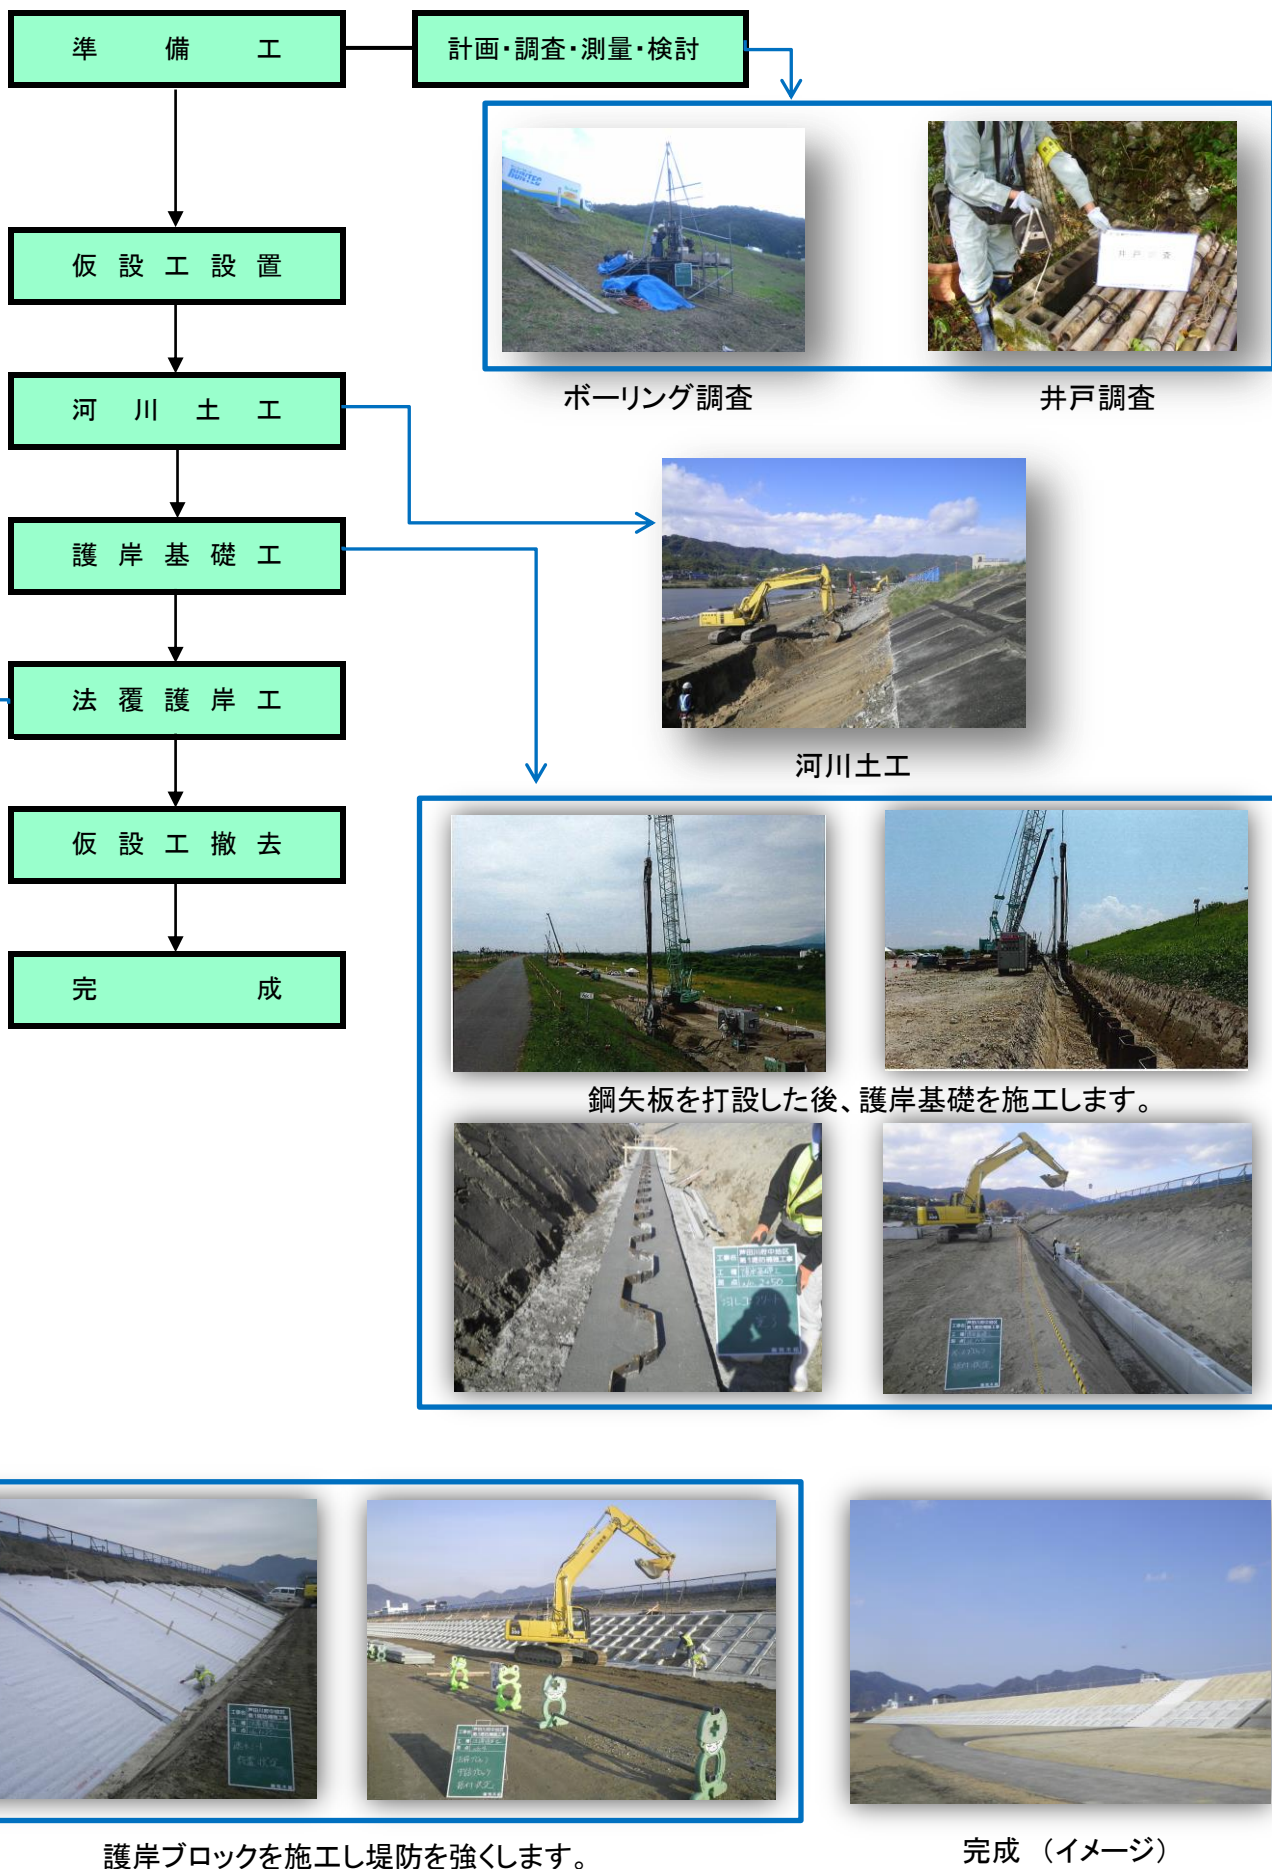 準備工
計画・調査・測量・検討
仮設工設置
河川土工
護岸基礎工
法覆護岸工
仮設工撤去
完成
井戸調査
ボーリング調査
井戸調査
河川土工
鋼矢板を打設した後、護岸基礎を施工します。
護岸ブロックを施工し堤防を強くします。
完成 （イメージ）